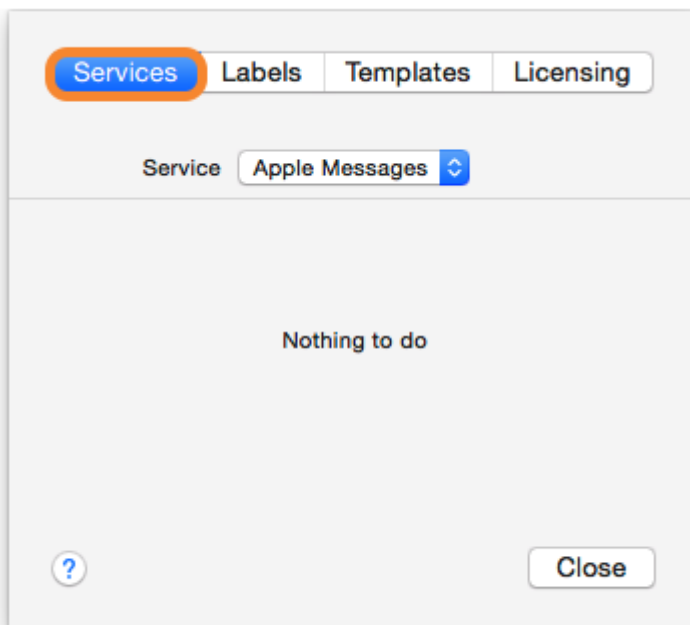 Services Labels Templates Licensing
Service Apple Messages
Nothing to do
? Close